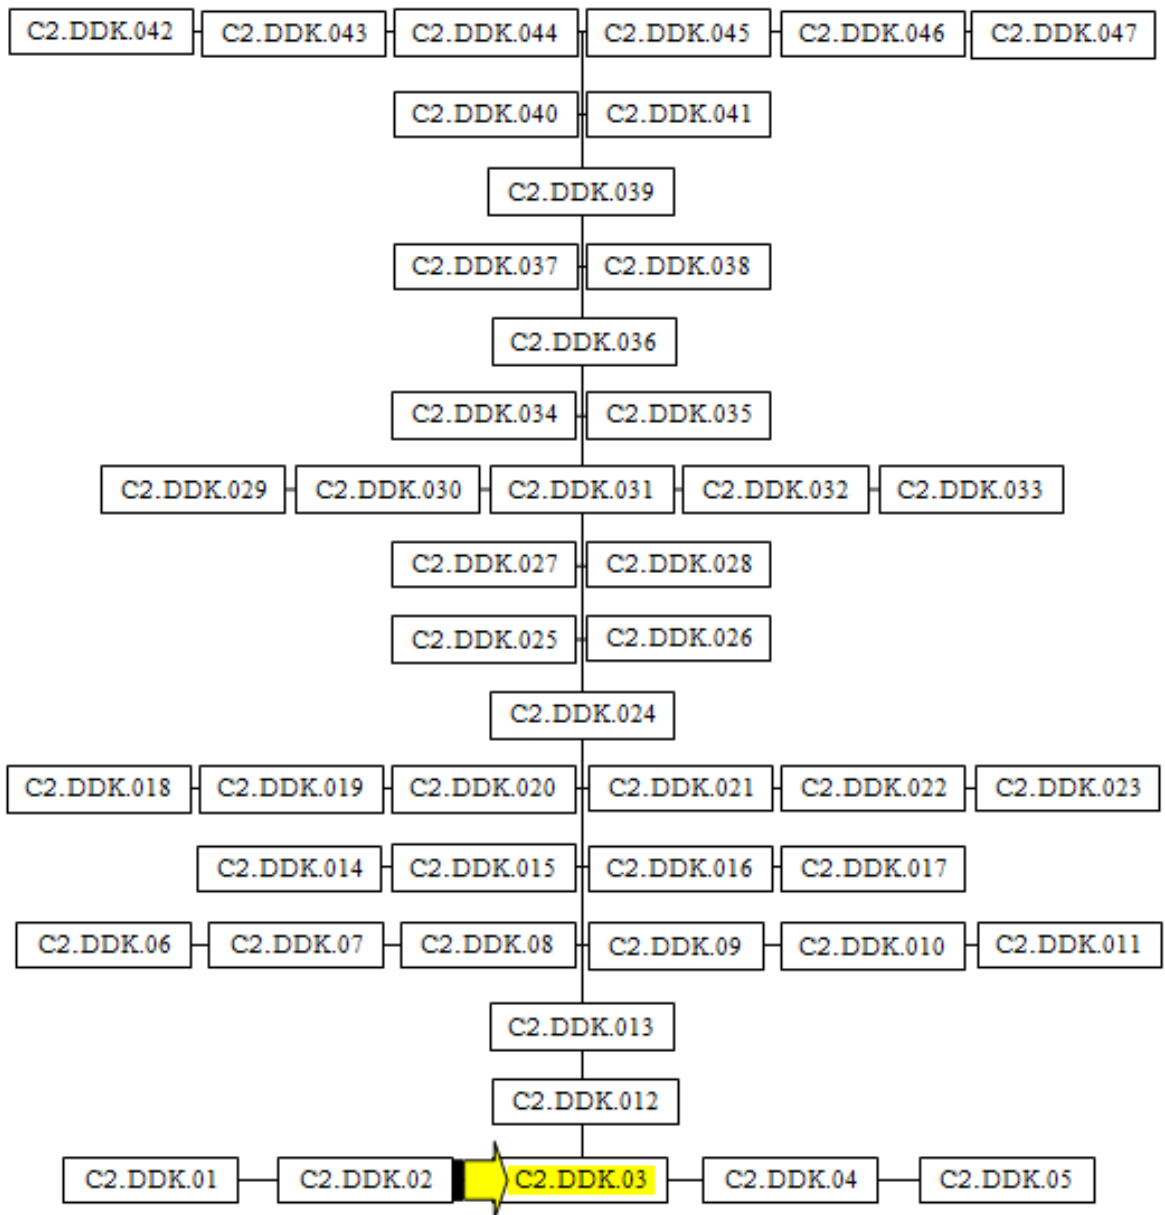 C2.DDK.042 C2.DDK.043 C2.DDK.044 C2.DDK.045 C2.DDK.046 C2.DDK.047
C2.DDK.040 C2.DDK.041
C2.DDK.039
C2.DDK.037 C2.DDK.038
C2.DDK.036
C2.DDK.034 C2.DDK.035
C2.DDK.029 C2.DDK.030 C2.DDK.031 C2.DDK.032 C2.DDK.033
C2.DDK.027 C2.DDK.028
C2.DDK.025 C2.DDK.026
C2.DDK.024
C2.DDK.018 C2.DDK.019 C2.DDK.020 C2.DDK.021 C2.DDK.022 C2.DDK.023
C2.DDK.014 C2.DDK.015 C2.DDK.016 C2.DDK.017
C2.DDK.06 C2.DDK.07 C2.DDK.08 C2.DDK.09 C2.DDK.010 C2.DDK.011
C2.DDK.013
C2.DDK.012
C2.DDK.01 C2.DDK.02 C2.DDK.03 C2.DDK.04 C2.DDK.05